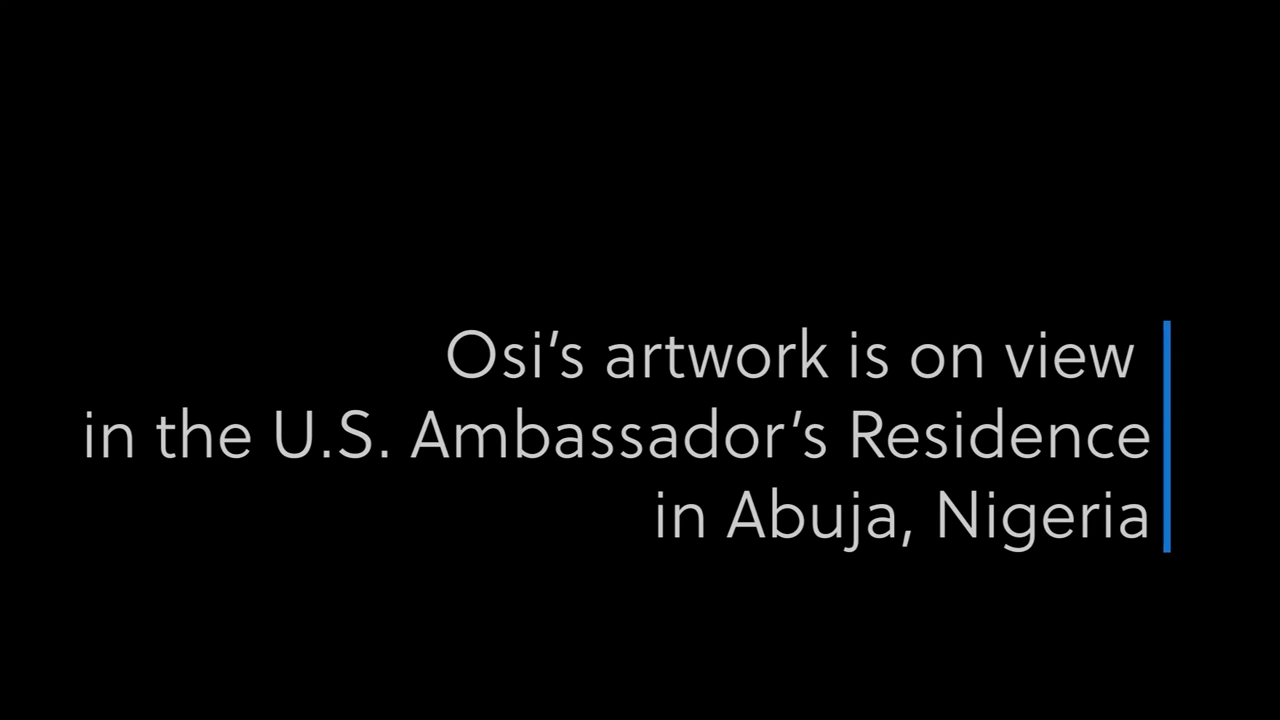 Osi’s artwork is on view
in the U.S. Ambassador’s Residence
in Abuja, Nigeria